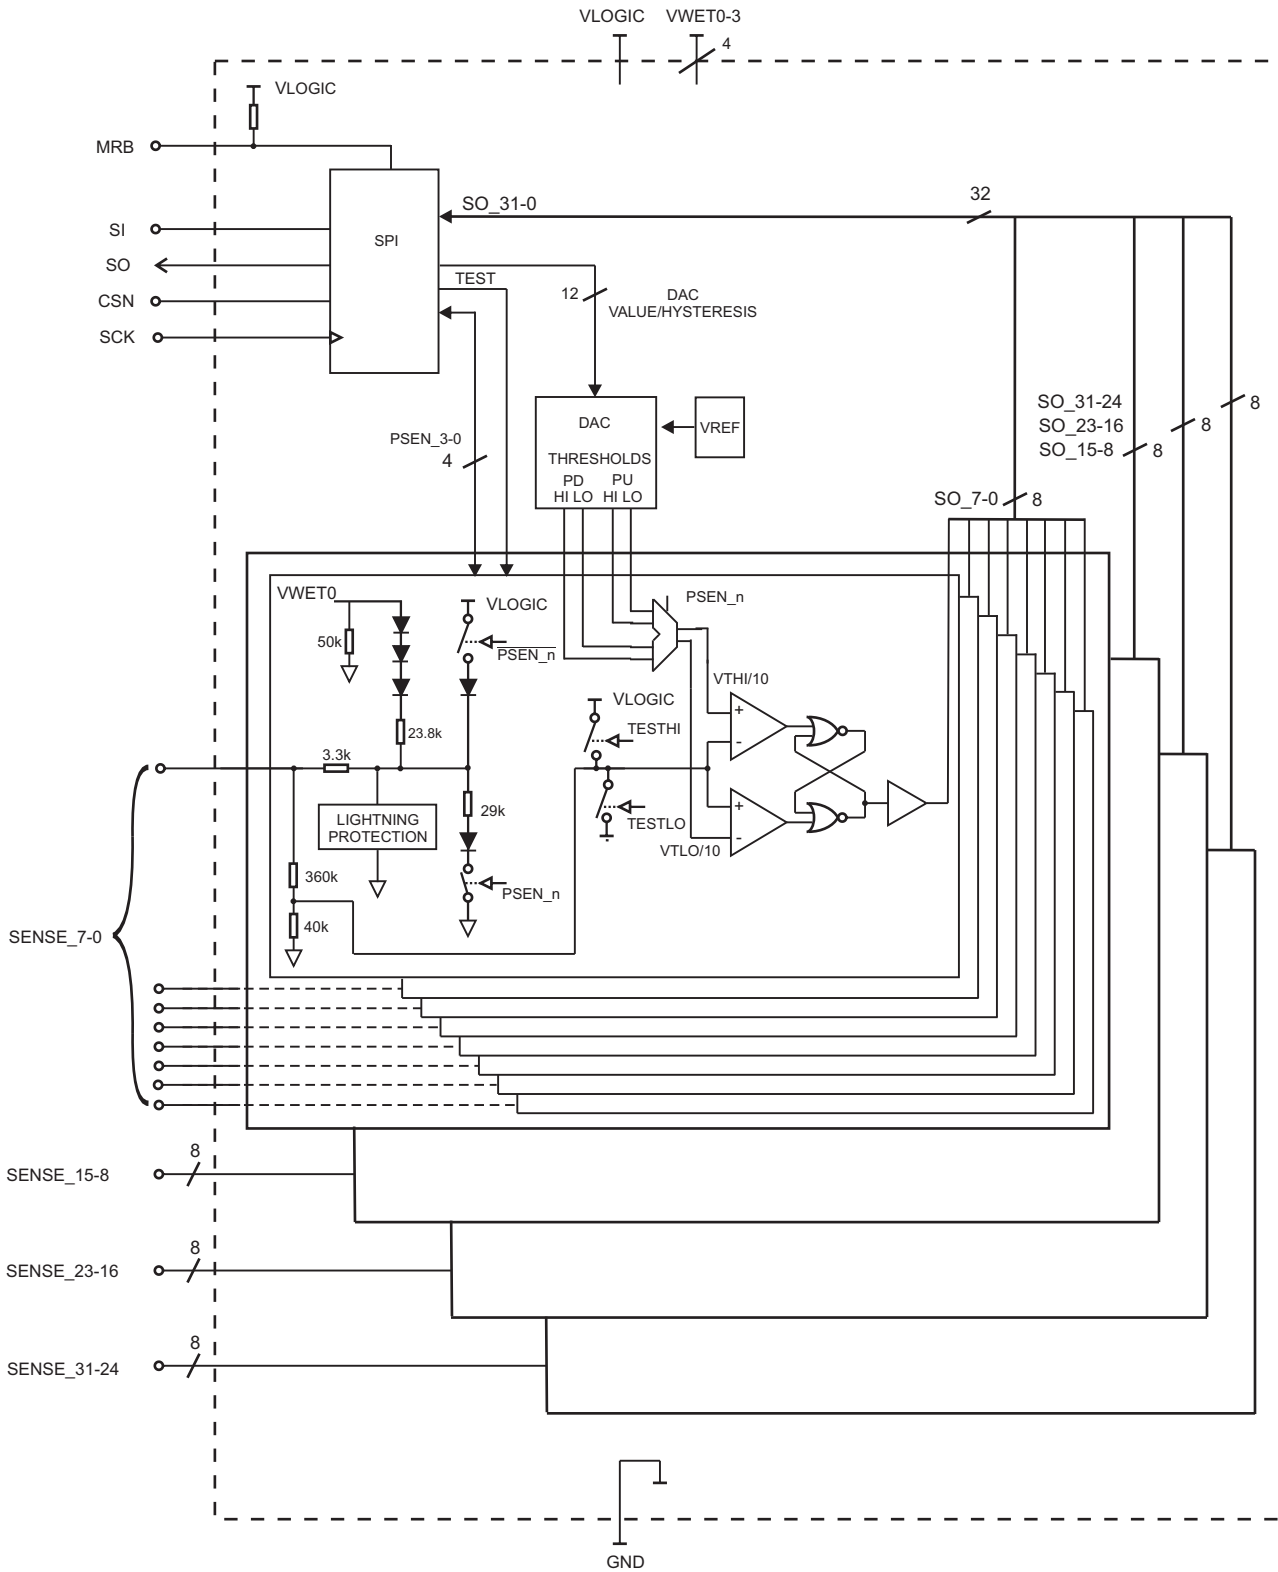 VLOGIC VWET0-3
4
VLOGIC
MRB
SI
SO
CSN
SCK
SPI
SO_31-0
32
TEST
12
DAC
VALUE/HYSTERESIS
DAC
THRESHOLDS
PD PU
HI LO HI LO
VREF
PSEN_3-0
4
SO_31-24
SO_23-16
SO_15-8
8
8
8
SO_7-0
8
VWET0
50k
23.8k
VLOGIC
PSEN_n
PSEN_n
VTHI/10
+
-
VLOGIC
TESTHI
TESTLO
+
-
VTLO/10
3.3k
LIGHTNING
PROTECTION
29k
PSEN_n
360k
40k
SENSE_7-0
8
SENSE_15-8
8
SENSE_23-16
8
SENSE_31-24
GND